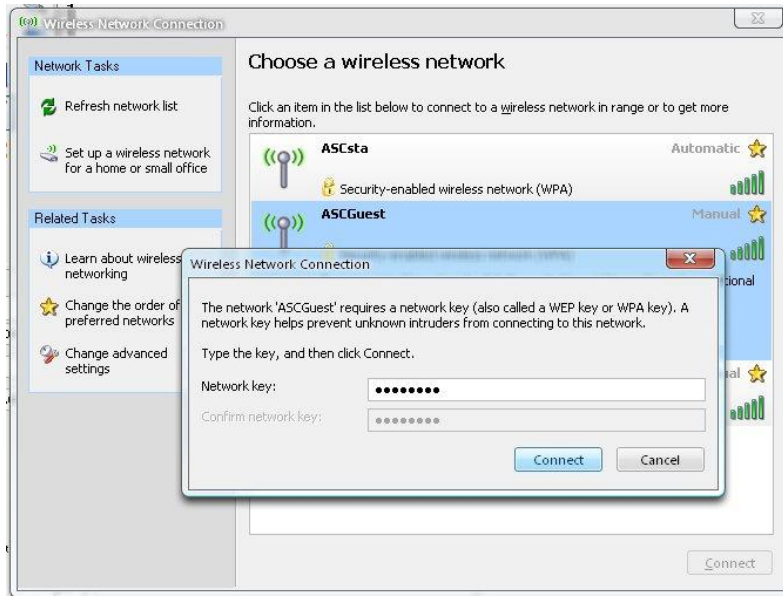 Wireless Network Connection
Network Tasks
Refresh network list
Set up a wireless network
for a home or small office
Related Tasks
Learn about wireless
networking
Change the order of
preferred networks
Change advanced
settings
Choose a wireless network
Click an item in the list below to connect to a wireless network in range or to get more
information.
ASCsta
Automatic
Security-enabled wireless network (WPA)
ASCGuest
Manual
Wireless Network Connection
The network 'ASCGuest' requires a network key (also called a WEP key or WPA key). A
network key helps prevent unknown intruders from connecting to this network.
Type the key, and then click Connect.
Network key:
••••••••
Confirm network key:
••••••••
Connect
Cancel
Connect